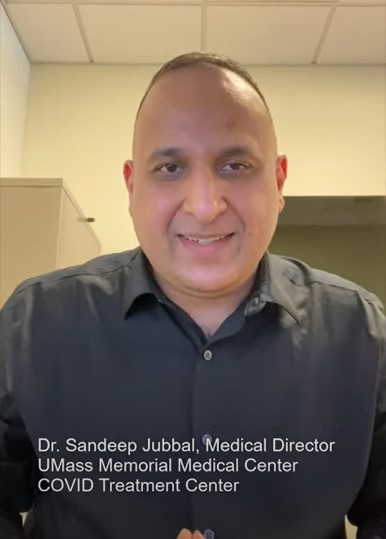 Dr. Sandeep Jubbal, Medical Director
UMass Memorial Medical Center
COVID Treatment Center